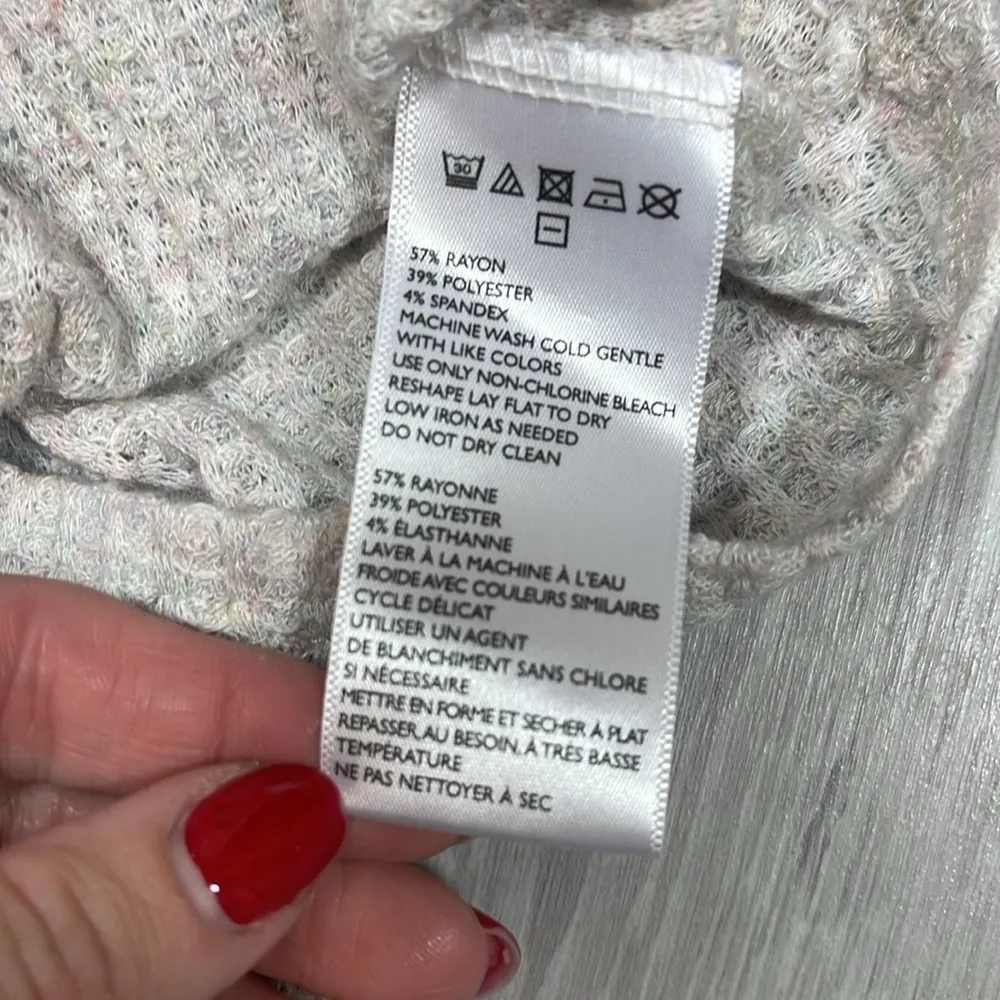 30
57% RAYON
39% POLYESTER
4% SPANDEX
MACHINE WASH COLD GENTLE
WITH LIKE COLORS
USE ONLY NON-CHLORINE BLEACH
RESHAPE LAY FLAT TO DRY
LOW IRON AS NEEDED
DO NOT DRY CLEAN
57% RAYONNE
39% POLYESTER
4% ÉLASTHANNE
LAVER À LA MACHINE À L'EAU
FROIDE AVEC COULEURS SIMILAIRES
CYCLE DÉLICAT
UTILISER UN AGENT
DE BLANCHIMENT SANS CHLORE
SI NÉCESSAIRE
METTRE EN FORME ET SECHER À PLAT
REPASSER, AU BESOIN, À TRÈS BASSE
TEMPÉRATURE
NE PAS NETTOYER À SEC